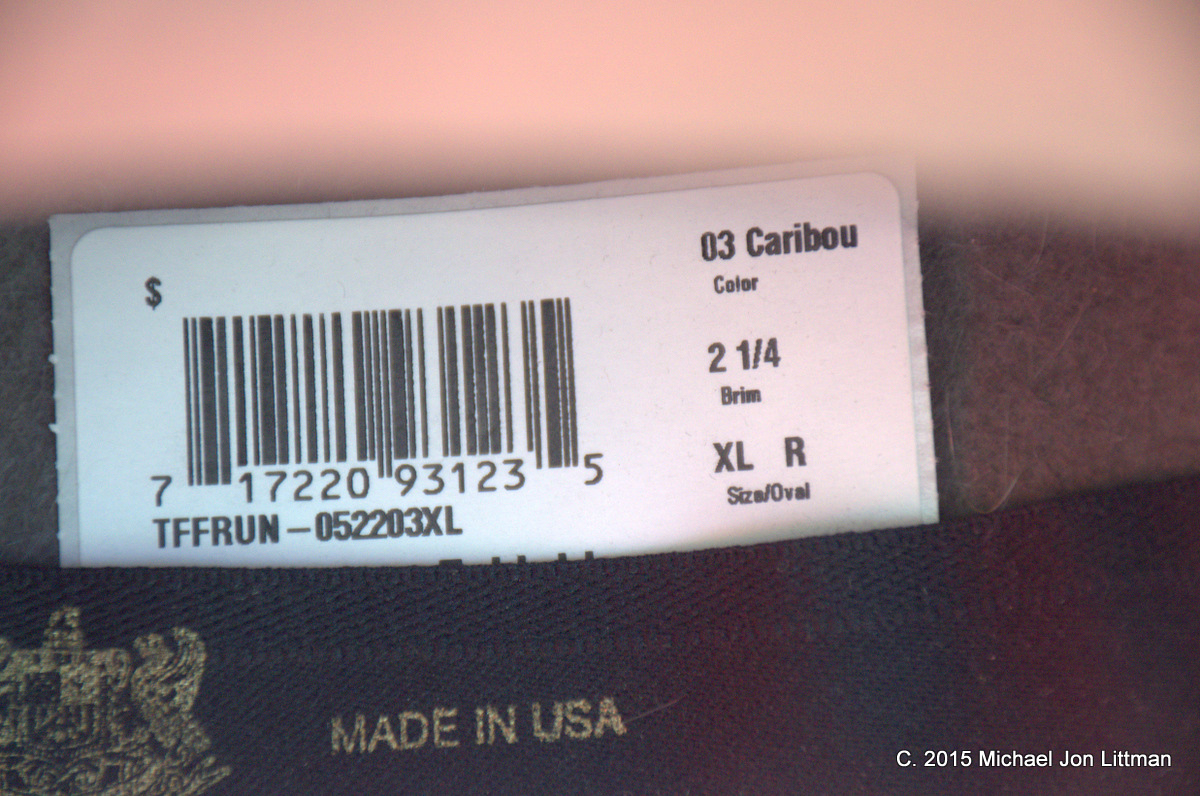 03 Caribou
Color
$
2 1/4
Brim
7 17220 93123 5
XL R
Size/Oval
TFFRUN-052203XL
MADE IN USA
C. 2015 Michael Jon Littman